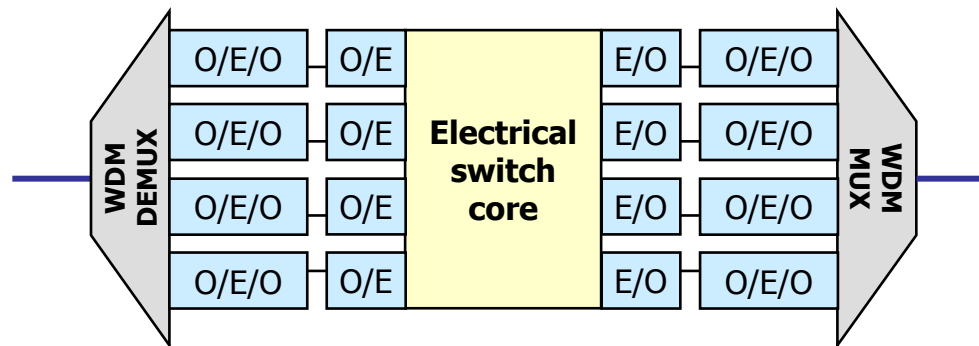 O/E/O O/E E/O O/E/O
O/E/O O/E E/O O/E/O
WDM
DEMUX
Electrical
switch
core
WDM
MUX
O/E/O O/E E/O O/E/O
O/E/O O/E E/O O/E/O